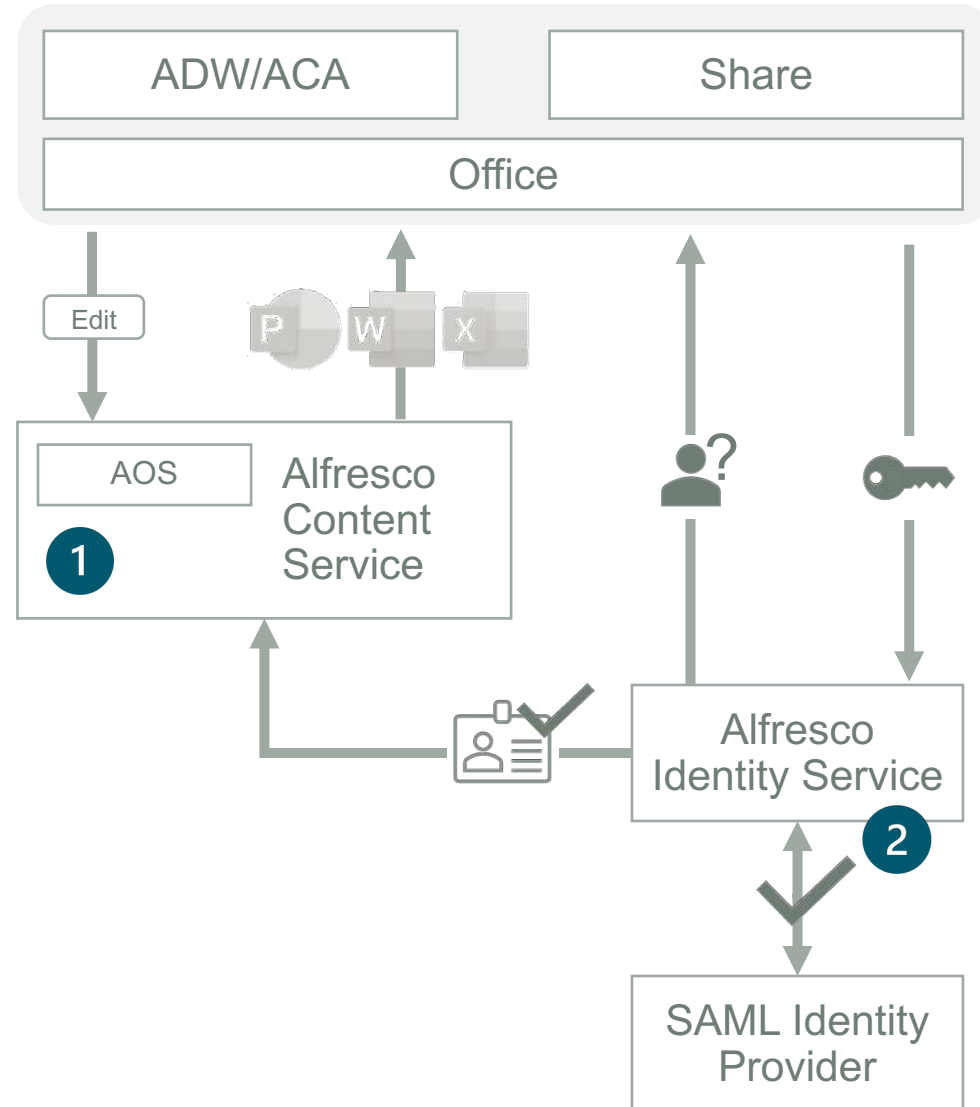 ADW/ACA
Share
Office
Edit
P
W
X
?
AOS
Alfresco
Content
Service
1
Alfresco
Identity Service
2
SAML Identity
Provider